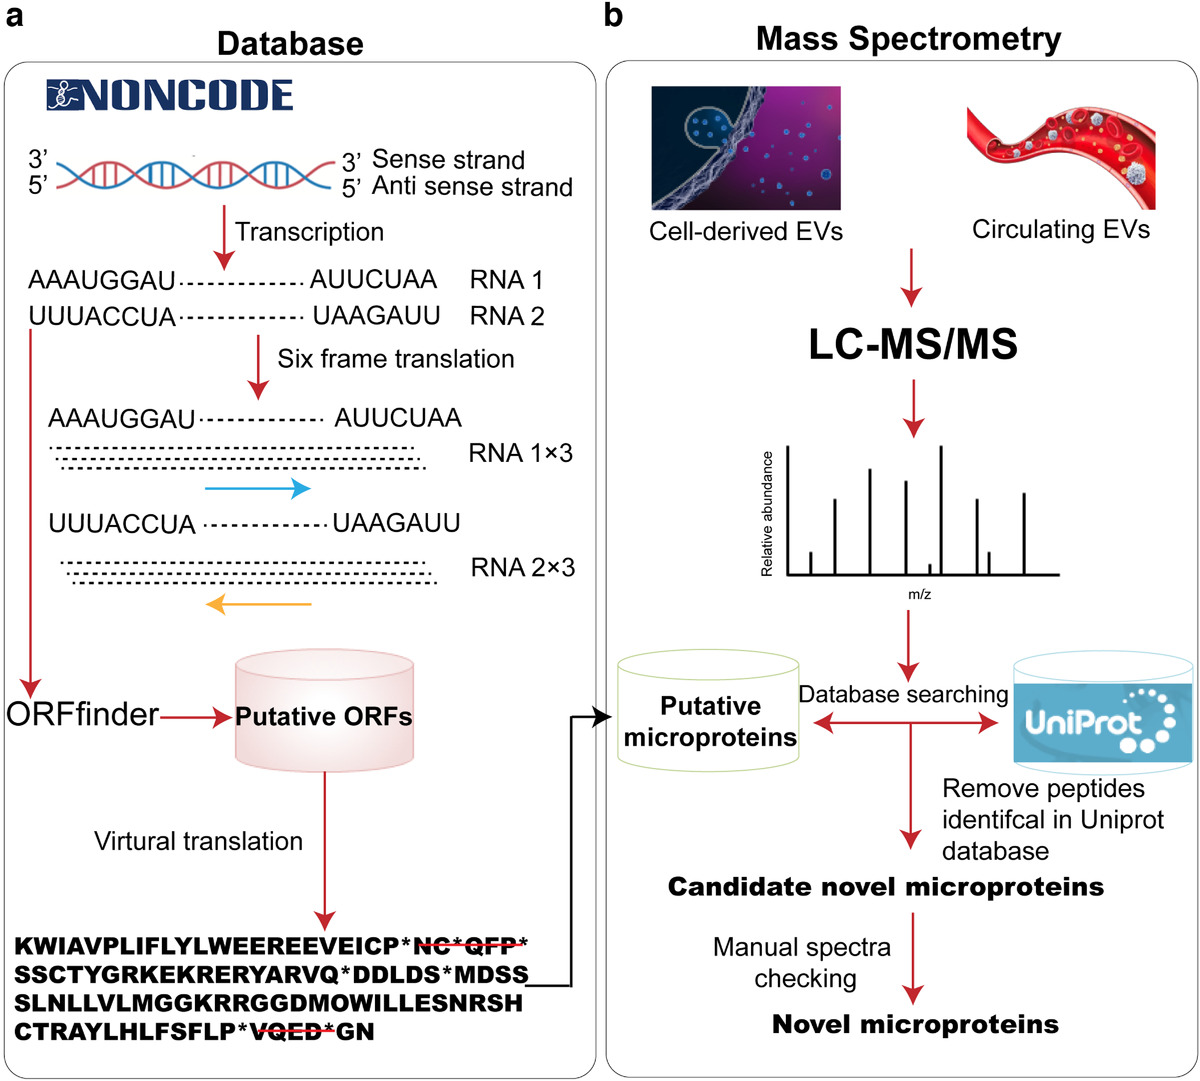 a
Database
NONCODE
3’ 3’ Sense strand
5’ 5’ Anti sense strand
Transcription
AAAUGGAU AUUCUAA RNA 1
UUUACCUA UAAGAUU RNA 2
Six frame translation
AAAUGGAU AUUCUAA
RNA 1×3
UUUACCUA UAAGAUU
RNA 2×3
ORFfinder
Putative ORFs
Virtural translation
KWIAVPLIFLYLWEEREEVEICP*NC*QFP*
SSCTYGRKEKRERYARVQ*DDLDS*MDSS
SLNLLVLMGGKRRGGDMOWILLESNRSH
CTRAYLHLFSFLP*VQED*GN
b
Mass Spectrometry
Cell-derived EVs
Circulating EVs
LC-MS/MS
Relative abundance
m/z
Putative
microproteins
Database searching
UniProt
Remove peptides
identifcal in Uniprot
database
Candidate novel microproteins
Manual spectra
checking
Novel microproteins